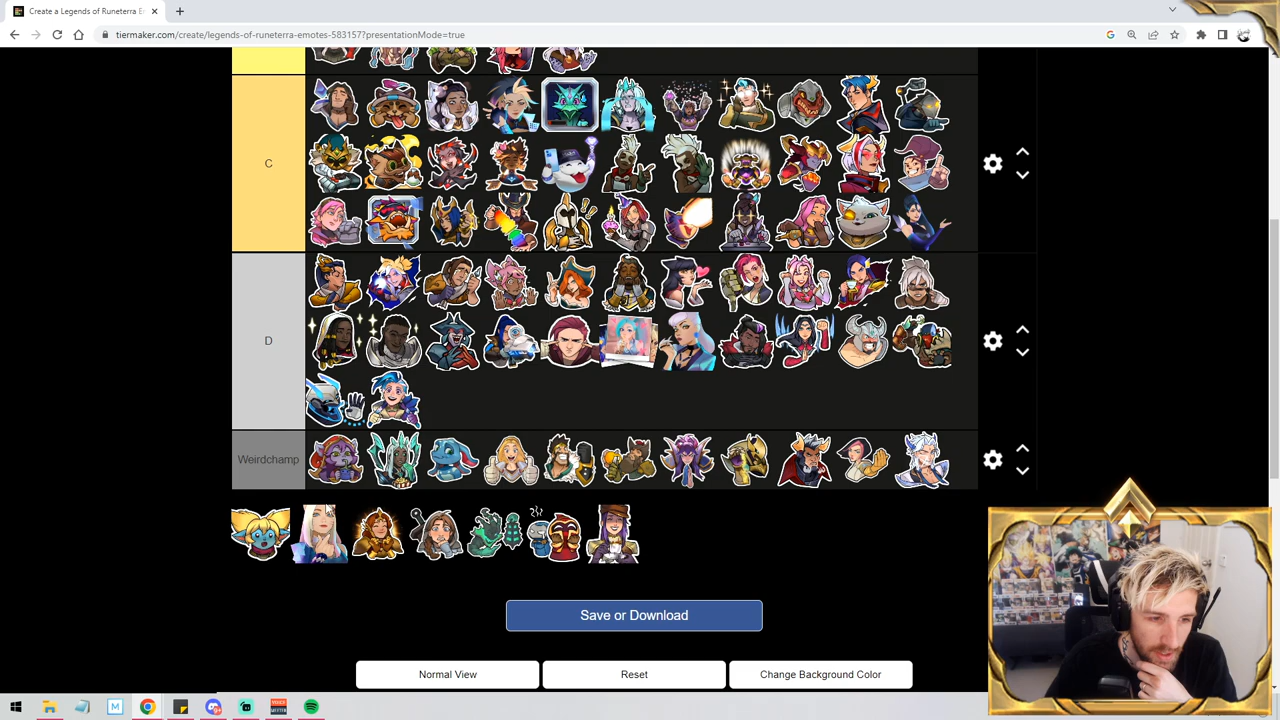 Create a Legends of Runeterra Em
tiermaker.com/create/legends-of-runeterra-emotes-583157?presentationMode=true
C
D
Weirdchamp
Save or Download
Normal View
Reset
Change Background Color